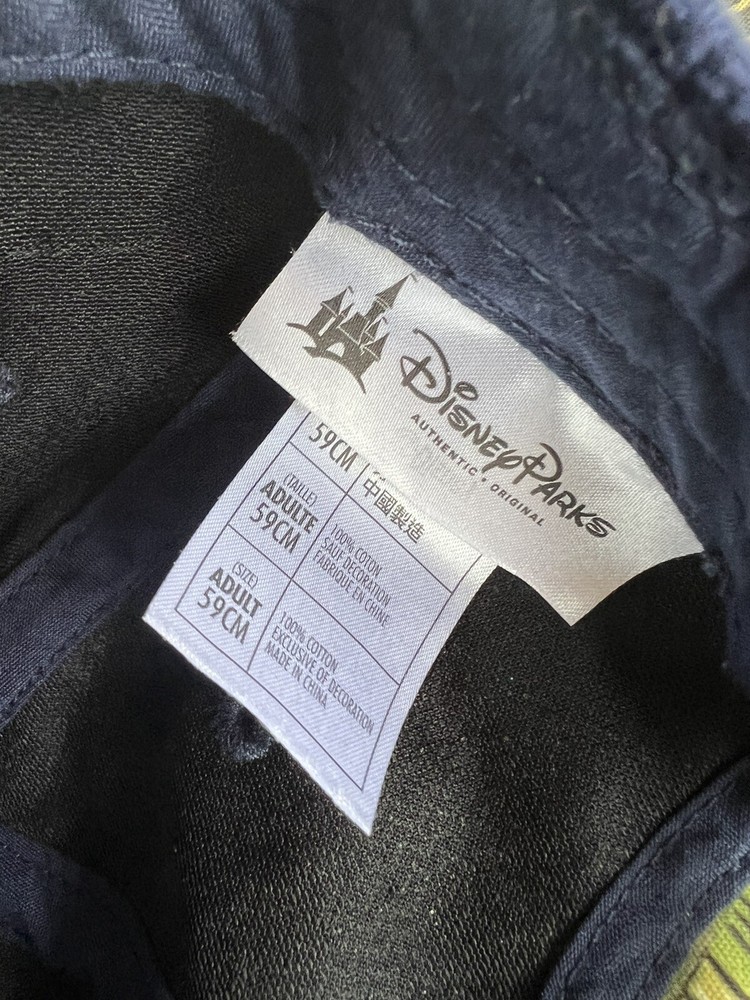 Disney Parks
AUTHENTIC • ORIGINAL
59CM
中國製造
(TAILLE)
ADULTE
59CM
100% COTON
SAUF DECORATION
FABRIQUE EN CHINE
(SIZE)
ADULT
59CM
100% COTTON
EXCLUSIVE OF DECORATION
MADE IN CHINA